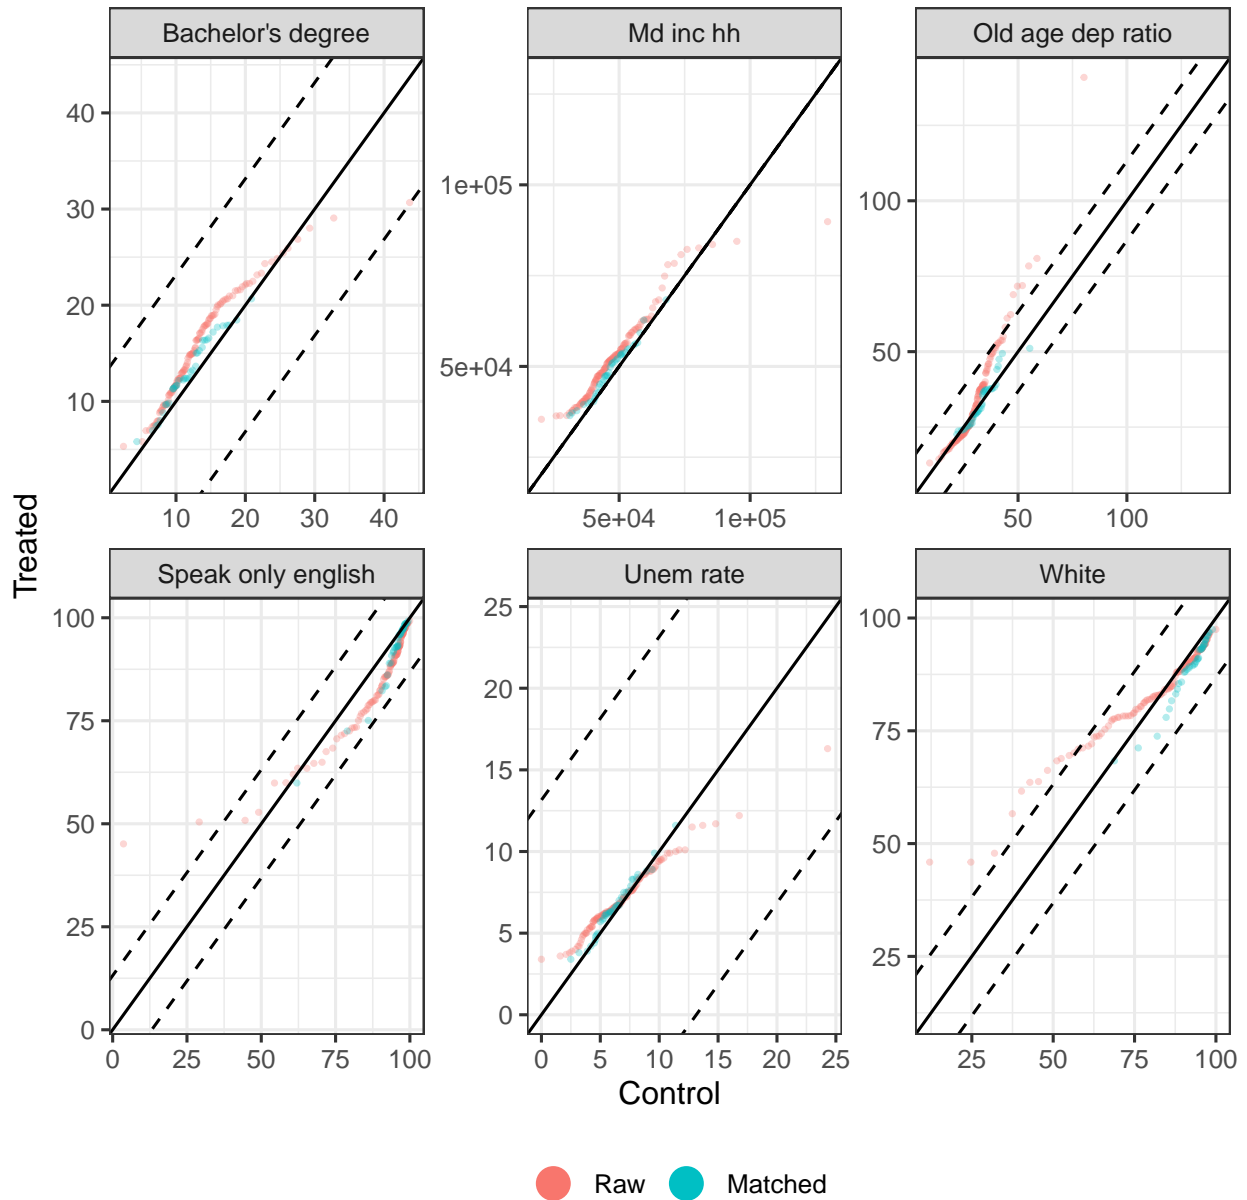 Bachelor's degree
Md inc hh
Old age dep ratio
40
30
20
10
1e+05
5e+04
100
50
10 20 30 40
5e+04 1e+05
50 100
Treated
Speak only english
Unem rate
White
100
75
50
25
0
25
20
15
10
5
0
100
75
50
25
0 25 50 75 100
0 5 10 15 20 25
25 50 75 100
Control
Raw Matched